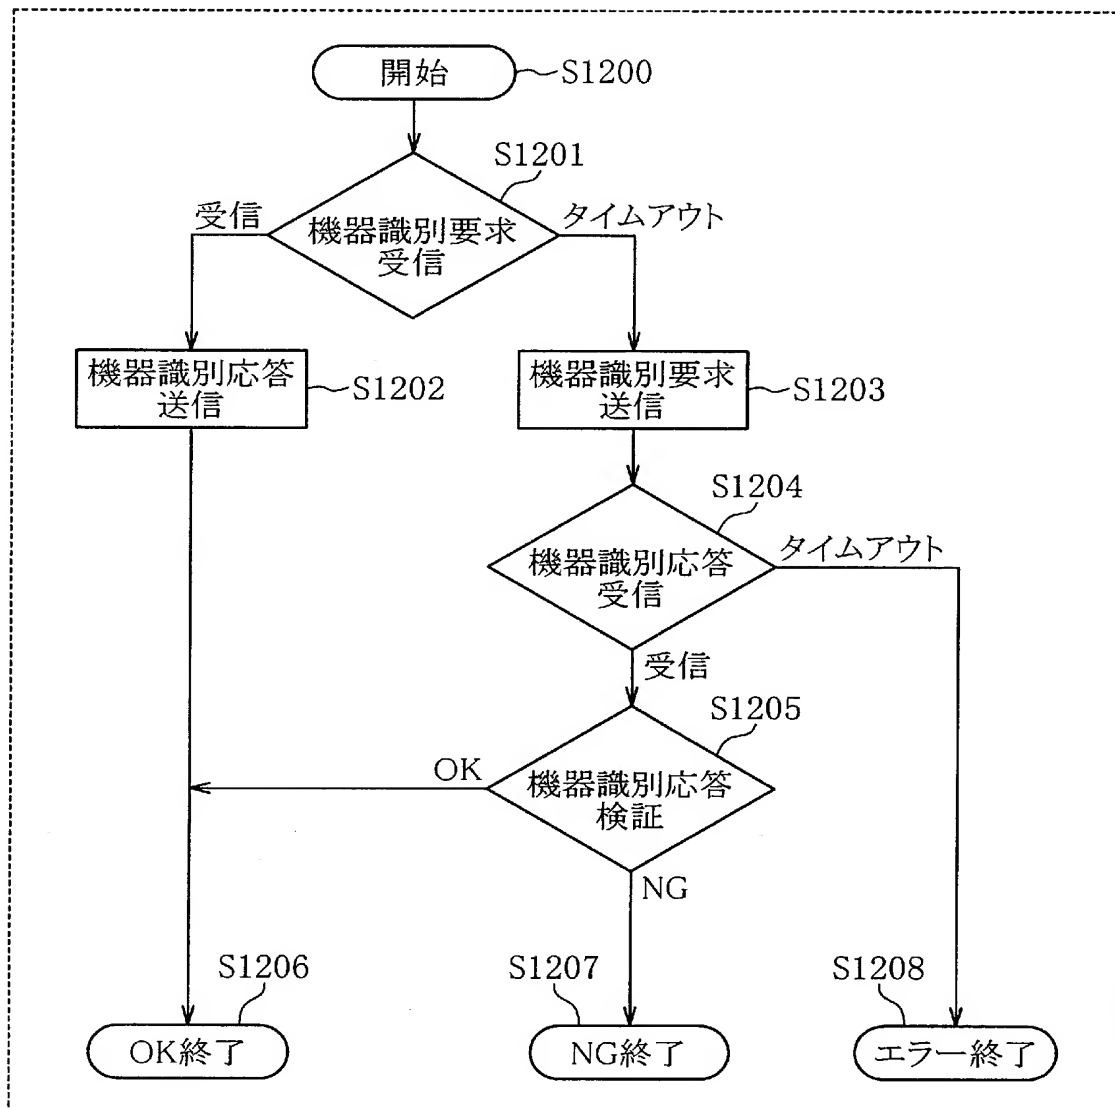 開始
S1200
S1201
受信
タイムアウト
機器識別要求
受信
機器識別応答
送信
S1202
機器識別要求
送信
S1203
S1204
タイムアウト
機器識別応答
受信
受信
S1205
OK
機器識別応答
検証
NG
S1206
S1207
S1208
OK終了
NG終了
エラー終了